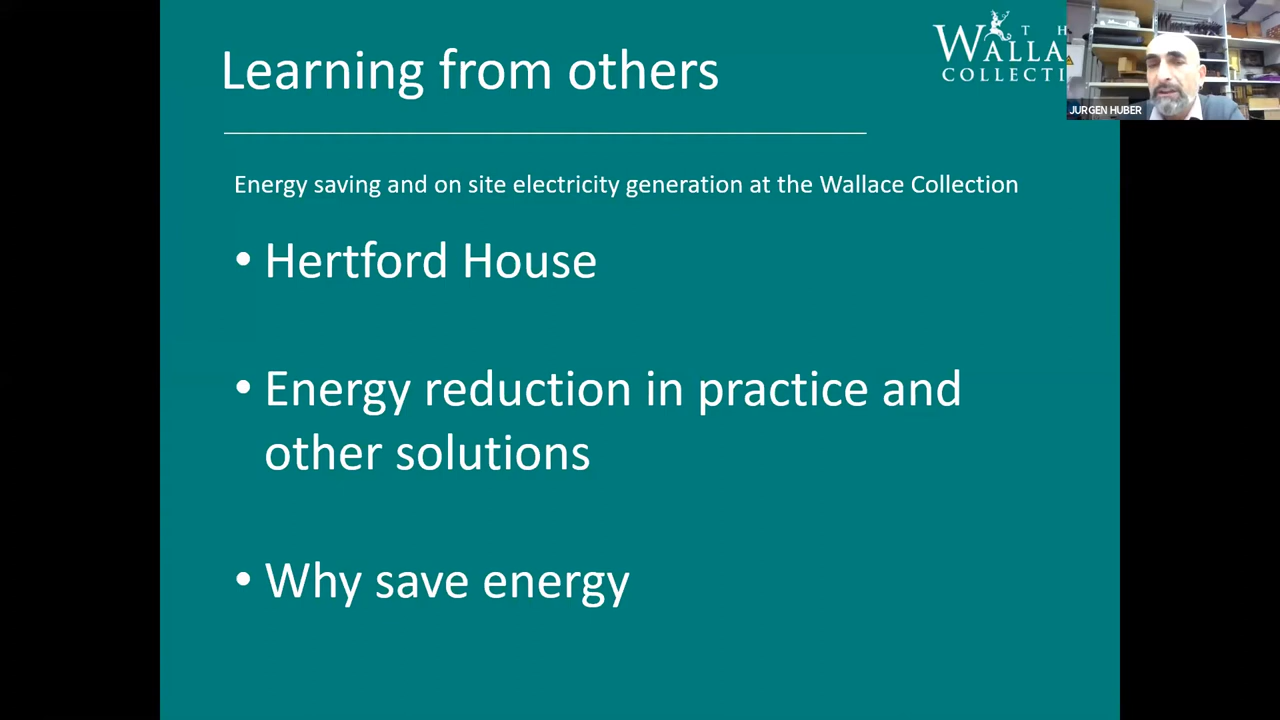 Learning from others
T H
WALLA
COLLECTI
JURGEN HUBER
Energy saving and on site electricity generation at the Wallace Collection
• Hertford House
• Energy reduction in practice and
other solutions
• Why save energy